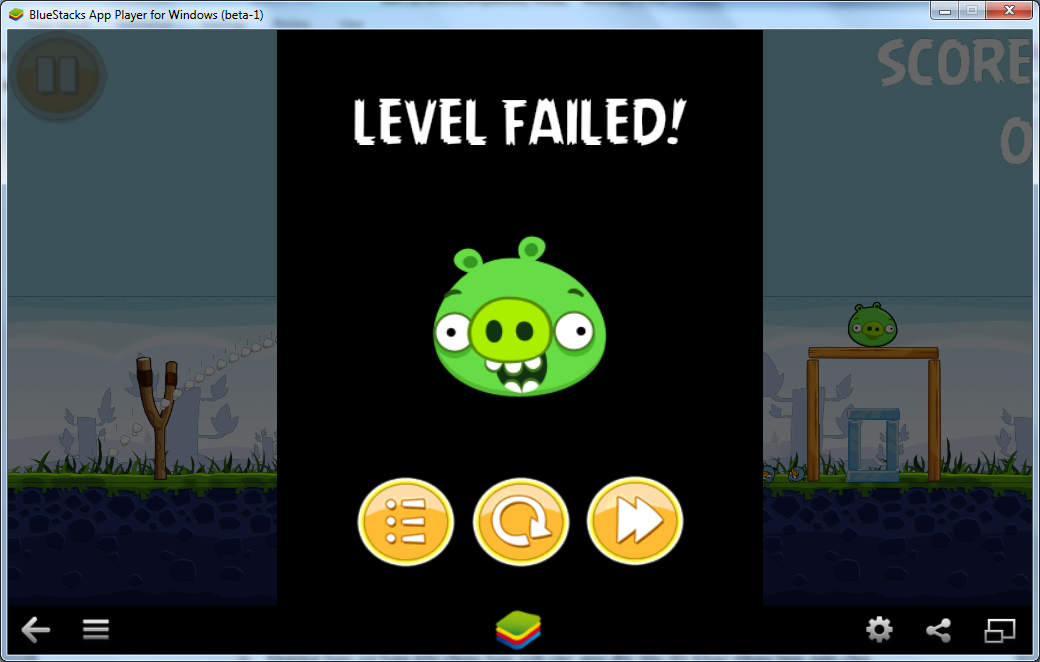 BlueStacks App Player for Windows (beta-1)
SCORE
0
LEVEL FAILED!